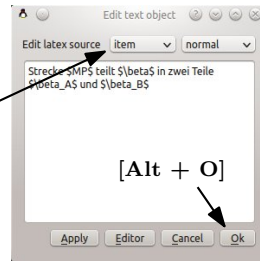 Edit text object
Edit latex source item normal
Strecke $MP$ teilt $\beta$ in zwei Teile
$\beta_A$ und $\beta_B$
[Alt + O]
Apply Editor Cancel Ok